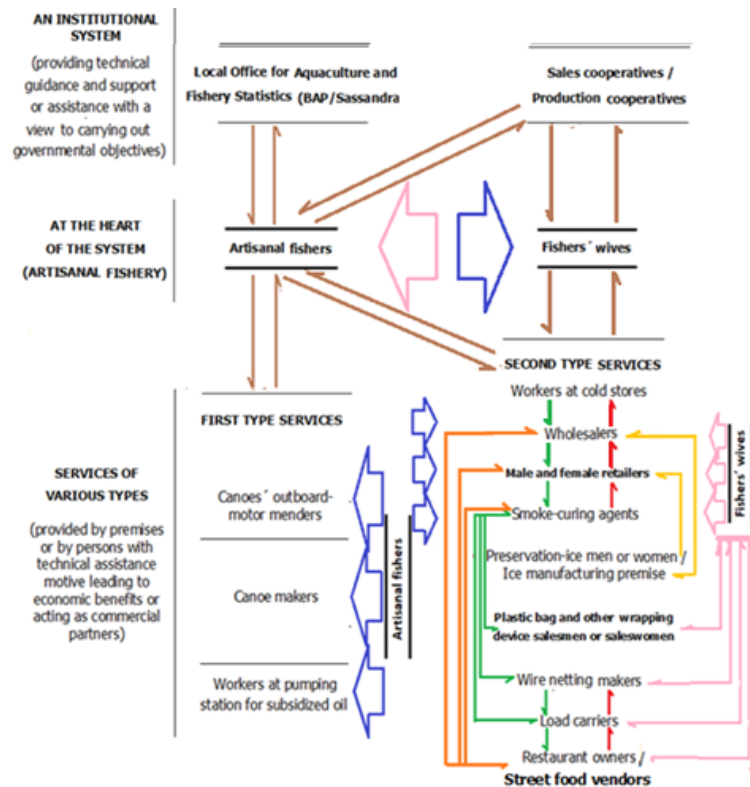 AN INSTITUTIONAL
SYSTEM
(providing technical
guidance and support
or assistance with a
view to carrying out
governmental objectives)
Local Office for Aquaculture and
Fishery Statistics (BAP/Sassandra
Sales cooperatives /
Production cooperatives
AT THE HEART
OF THE SYSTEM
(ARTISANAL FISHERY)
Artisanal fishers
Fishers´ wives
SERVICES OF
VARIOUS TYPES
(provided by premises
or by persons with
technical assistance
motive leading to
economic benefits or
acting as commercial
partners)
FIRST TYPE SERVICES
Canoes´ outboard-
motor menders
Canoe makers
Workers at pumping
station for subsidized oil
Artisanal fishers
SECOND TYPE SERVICES
Workers at cold stores
Wholesalers
Male and female retailers
Smoke-curing agents
Preservation-ice men or women /
Ice manufacturing premise
Plastic bag and other wrapping
device salesmen or saleswomen
Wire netting makers
Load carriers
Restaurant owners /
Street food vendors
Fishers´ wives